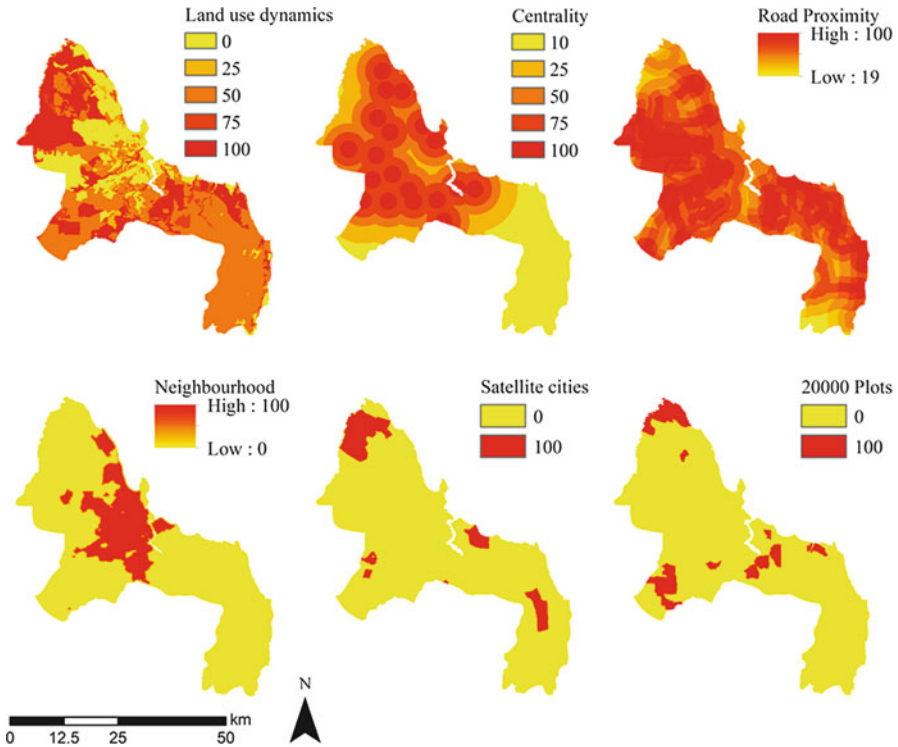 Land use dynamics
0
25
50
75
100
Centrality
10
25
50
75
100
Road Proximity
High : 100
Low : 19
Neighbourhood
High : 100
Low : 0
Satellite cities
0
100
20000 Plots
0
100
N
km
0 12.5 25 50